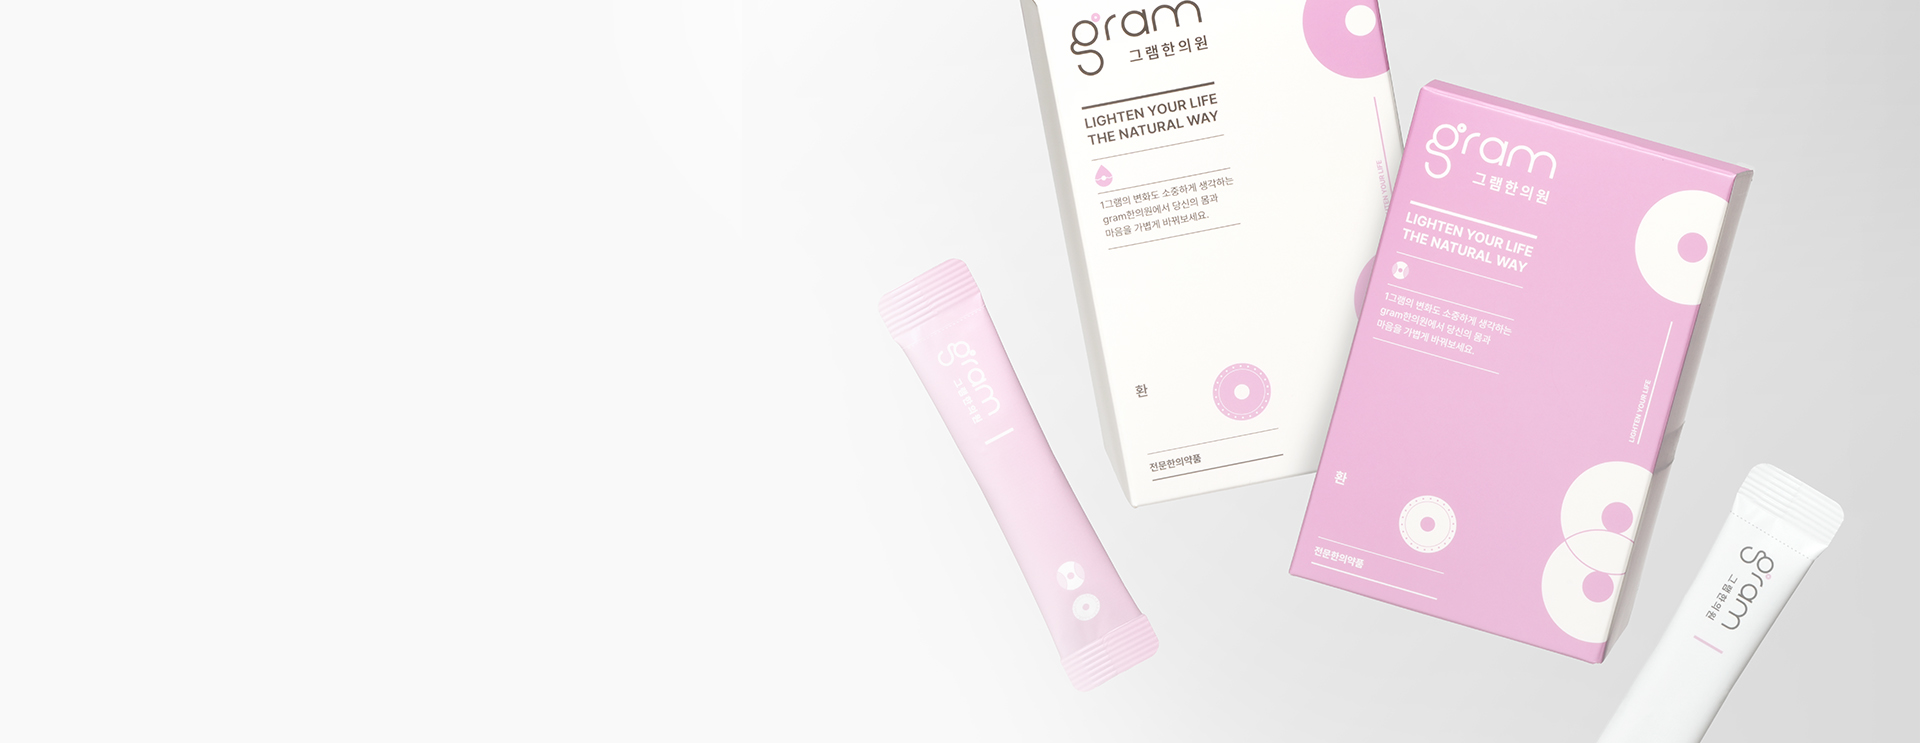 gram
그램한의원
LIGHTEN YOUR LIFE
THE NATURAL WAY
1그램의 변화도 소중하게 생각하는
gram한의원에서 당신의 몸과
마음을 가볍게 바꿔보세요.
환
전문한의약품
LIGHTEN YOUR LIFE
gram
그램한의원
LIGHTEN YOUR LIFE
THE NATURAL WAY
1그램의 변화도 소중하게 생각하는
gram한의원에서 당신의 몸과
마음을 가볍게 바꿔보세요.
LIGHTEN YOUR LIFE
환
전문한의약품
gram
그램한의원
gram
그램한의원